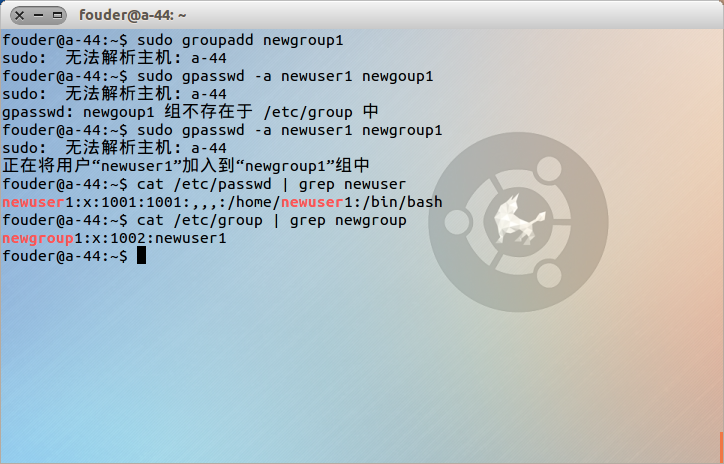 fouder@a-44: ~
fouder@a-44:~$ sudo groupadd newgroup1
sudo： 无法解析主机：a-44
fouder@a-44:~$ sudo gpasswd -a newuser1 newgoup1
sudo： 无法解析主机：a-44
gpasswd：newgoup1 组不存在于 /etc/group 中
fouder@a-44:~$ sudo gpasswd -a newuser1 newgroup1
sudo： 无法解析主机：a-44
正在将用户“newuser1”加入到“newgroup1”组中
fouder@a-44:~$ cat /etc/passwd | grep newuser
newuser1:x:1001:1001:,,,:/home/newuser1:/bin/bash
fouder@a-44:~$ cat /etc/group | grep newgroup
newgroup1:x:1002:newuser1
fouder@a-44:~$